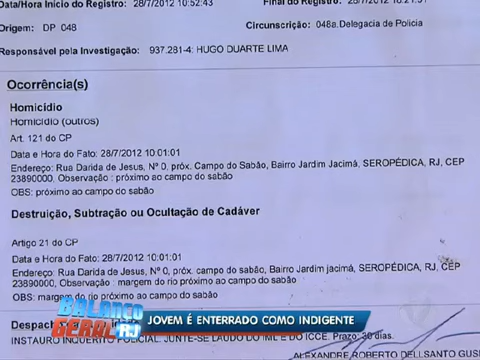 Data/Hora Início do Registro: 28/7/2012 10:52:43 Final do Registro:
Origem: DP 048 Circunscrição: 048a.Delegacia de Policia
Responsável pela Investigação: 937.281-4: HUGO DUARTE LIMA
Ocorrência(s)
Homicídio
Homicídio (outros)
Art. 121 do CP
Data e Hora do Fato: 28/7/2012 10:01:01
Endereço: Rua Darida de Jesus, Nº 0, próx. Campo do Sabão, Bairro Jardim Jacimá, SEROPÉDICA, RJ, CEP
23890000, Observação : próximo ao campo do sabão
OBS: próximo ao campo do sabão
Destruição, Subtração ou Ocultação de Cadáver
Artigo 21 do CP
Data e Hora do Fato: 28/7/2012 10:01:01
Endereço: Rua Darida de Jesus, Nº 0, próx. ao campo do sabão, Bairro Jardim jacimá, SEROPÉDICA, RJ, CEP
23890000, Observação : margem do rio próximo ao campo do sabão
OBS: margem do rio próximo ao campo do sabão
BALANÇO
GERAL RJ
JOVEM É ENTERRADO COMO INDIGENTE
Despacho
INSTAURO INQUÉRITO POLICIAL. JUNTE-SE LAUDO DO IML E DO ICCE. Prazo: 30 dias.
ALEXANDRE ROBERTO DELLSANTO GUS